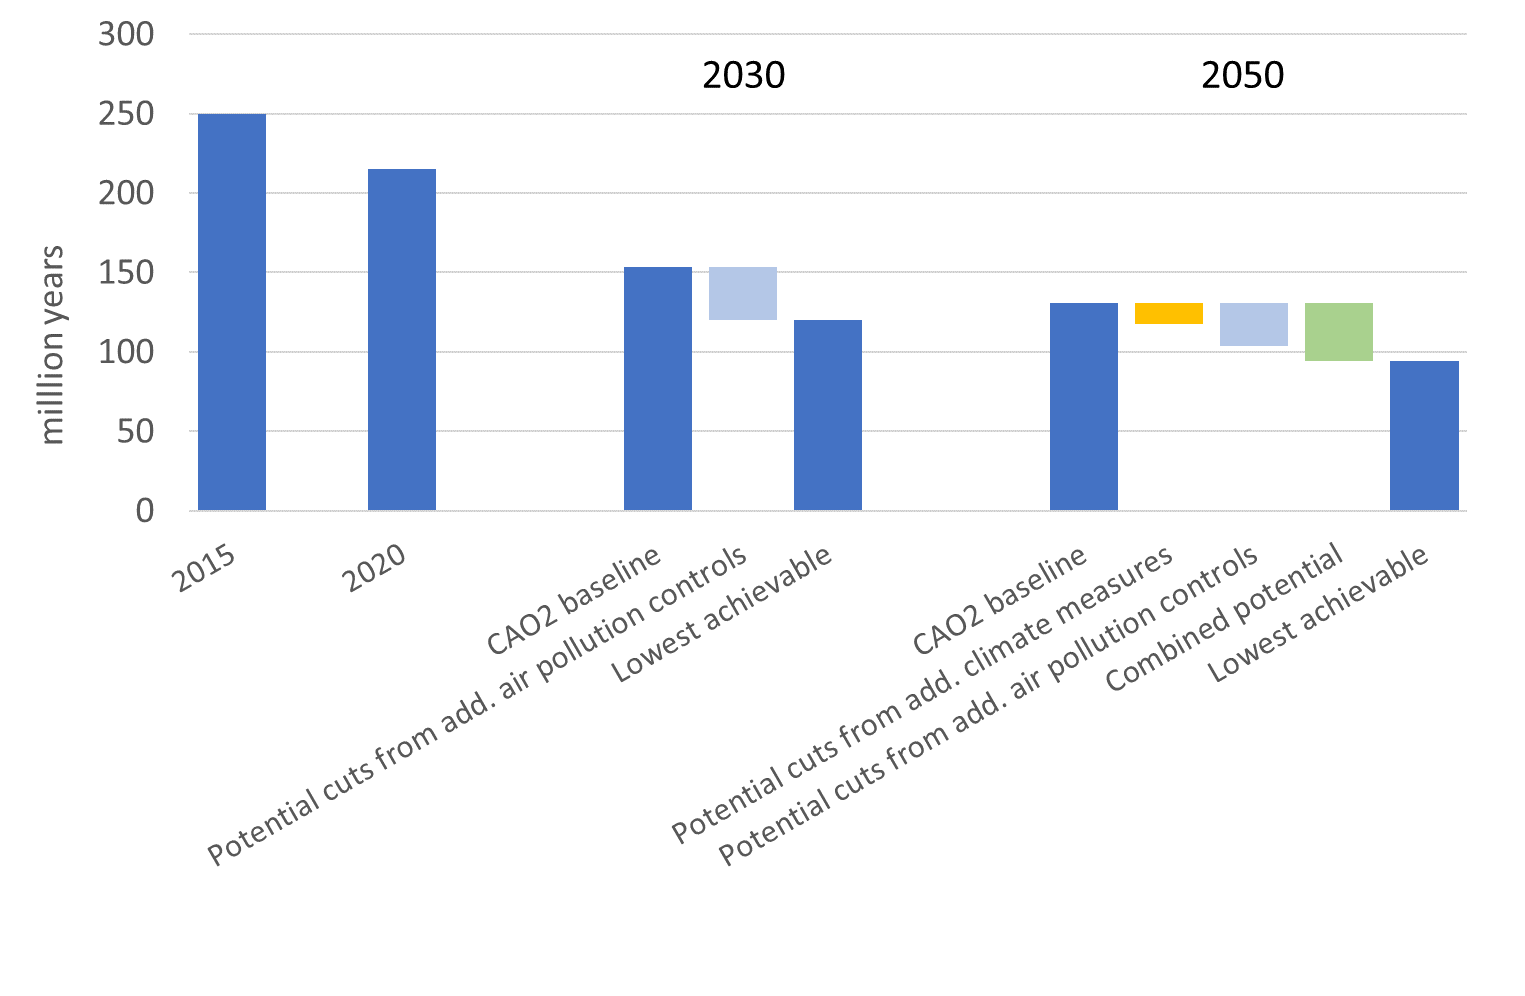 300
2030
2050
250
200
150
100
50
0
milllion years
2015
2020
CAO2 baseline
Potential cuts from add. air pollution controls
Lowest achievable
CAO2 baseline
Potential cuts from add. climate measures
Potential cuts from add. air pollution controls
Combined potential
Lowest achievable